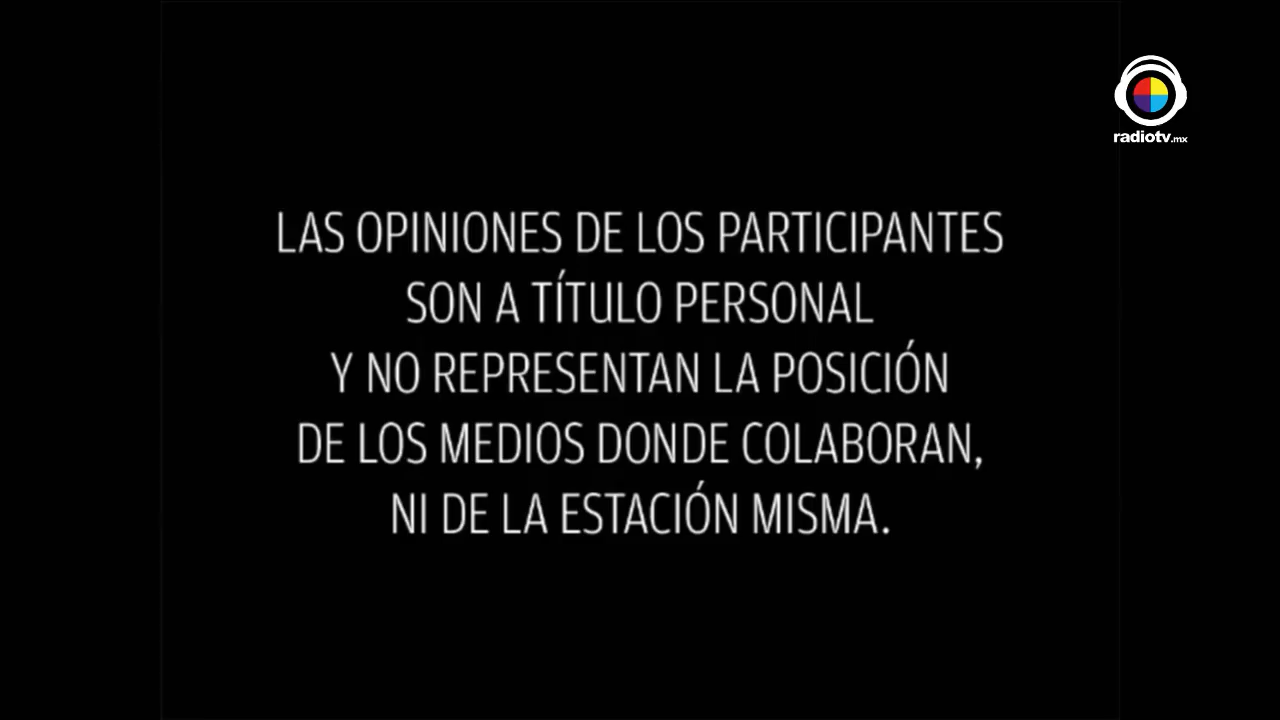 radiotv.mx
LAS OPINIONES DE LOS PARTICIPANTES
SON A TÍTULO PERSONAL
Y NO REPRESENTAN LA POSICIÓN
DE LOS MEDIOS DONDE COLABORAN,
NI DE LA ESTACIÓN MISMA.